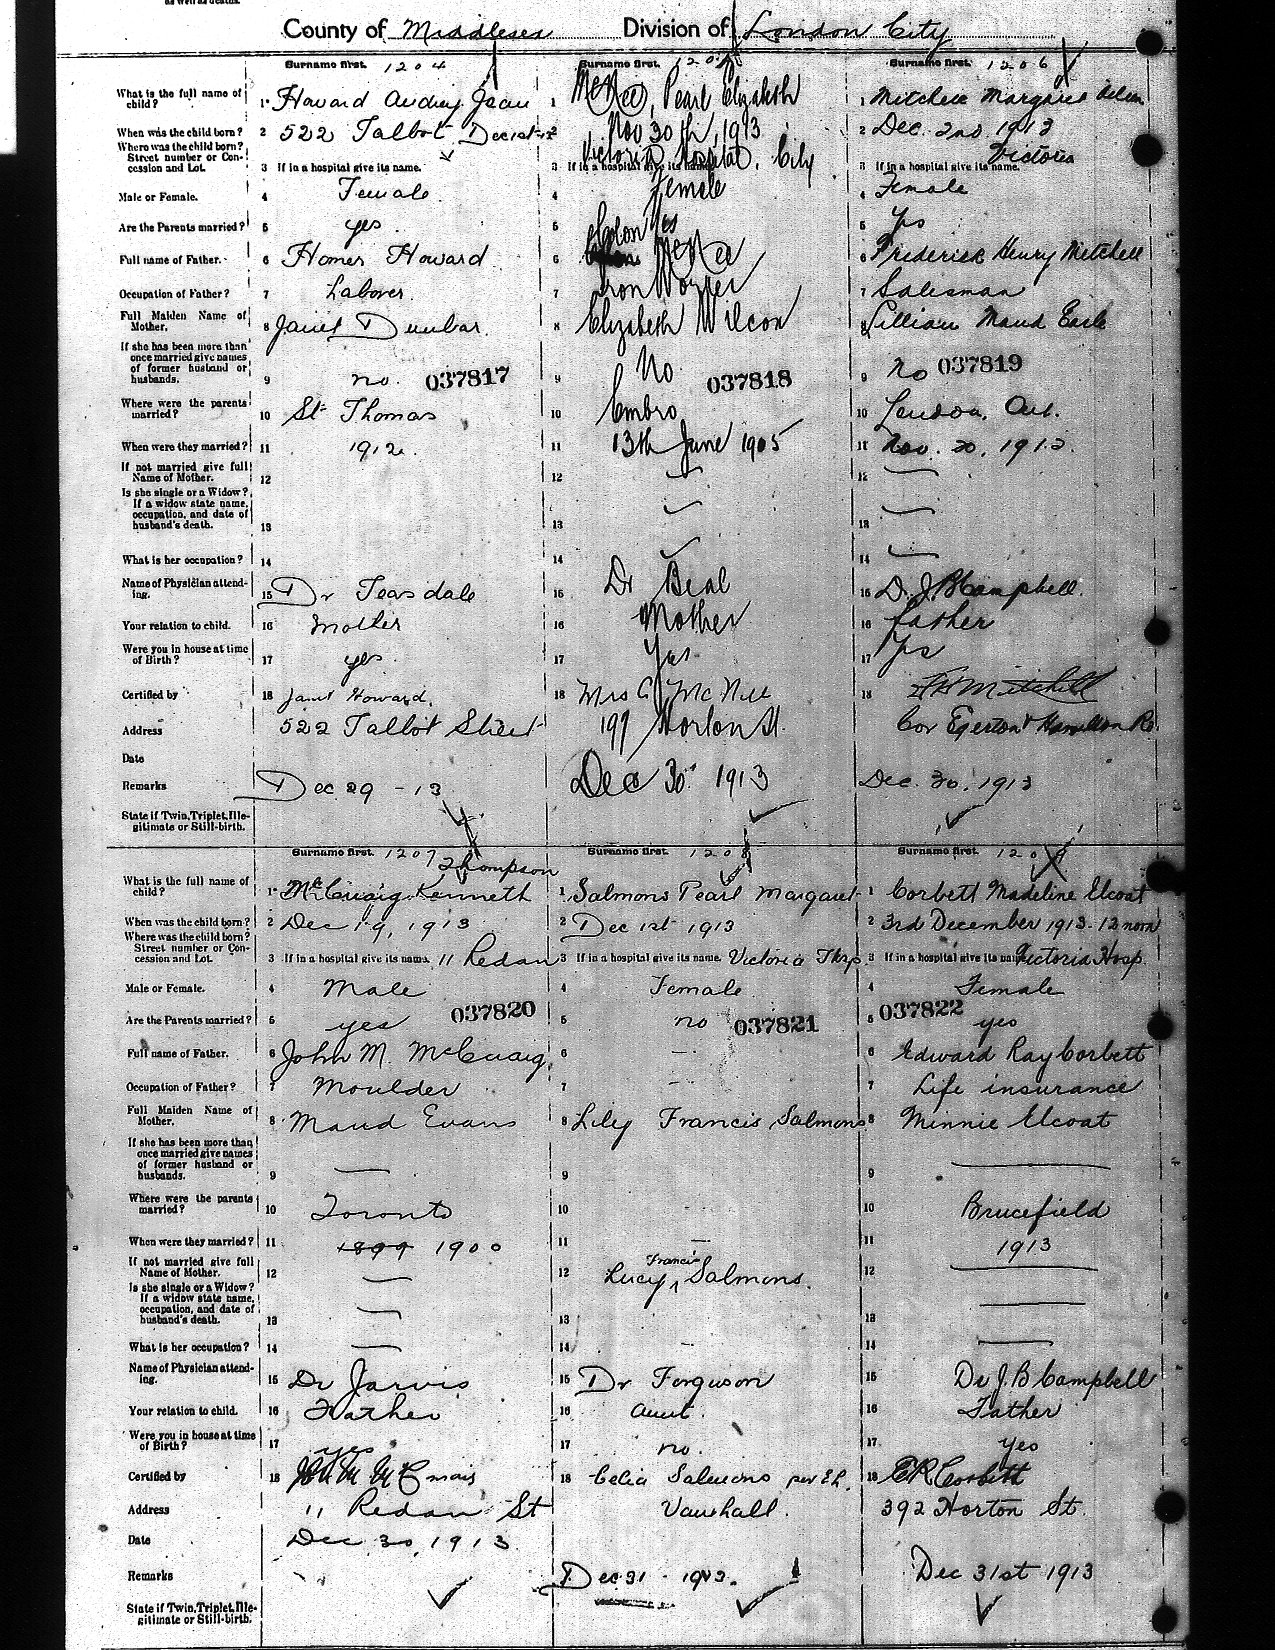 as well as deaths.
County of Middlesex Division of London City
Surname first. 1204
What is the full name of child? 1 Howard Audrey Jean
When was the child born? 2 522 Talbot Dec 1st
Where was the child born? Street number or Concession and Lot. 3 If in a hospital give its name.
Male or Female. 4 Female
Are the Parents married? 5 yes
Full name of Father. 6 Homer Howard
Occupation of Father? 7 Laborer
Full Maiden Name of Mother. 8 Janet Dunbar
If she has been more than once married give names of former husband or husbands. 9 no. 037817
Where were the parents married? 10 St Thomas
When were they married? 11 1912
If not married give full Name of Mother. 12
Is she single or a Widow? If a widow state name, occupation, and date of husband's death. 13
What is her occupation? 14
Name of Physician attending. 15 Dr Teasdale
Your relation to child. 16 Mother
Were you in house at time of Birth? 17 yes
Certified by 18 Janet Howard.
Address 522 Talbot Street
Date
Remarks Dec 29 - 13
State if Twin, Triplet, Illegitimate or Still-birth.
Surname first.
1 Pearl Elizabeth
2 Nov 30th, 1913
Victoria Hospital. City
3 If in a hospital give its name.
4 Female
5 Yes
6
7 Iron Worker
8 Elizabeth Wilcon
9 No 037818
10 Embro
11 13th June 1905
12
13
14
15 Dr Beal
16 Mother
17 Yes
18 Mrs C McNee
199 Horton St.
Dec 30 1913
Surname first. 1206
1 Mitchell Margaret
2 Dec. 2nd 1913
Victoria
3 If in a hospital give its name.
4 Female
5 Yes
6 Frederick Henry Mitchell
7 Salesman
8 Lillian Maud Earle
9 no 037819
10 London, Ont.
11 Nov. 20, 1912.
12
13
14
15 Dr J B Campbell.
16 father
17 Yes
18 F H Mitchell
Cor Egerton & Hamilton Rd.
Dec. 30, 1913
Surname first. 1207
Thompson
What is the full name of child? 1 McCuaig Kenneth
When was the child born? 2 Dec 19, 1913
Where was the child born? Street number or Concession and Lot. 3 If in a hospital give its name. 11 Redan
Male or Female. 4 Male
Are the Parents married? 5 yes 037820
Full name of Father. 6 John M. McCuaig
Occupation of Father? 7 Moulder
Full Maiden Name of Mother. 8 Maud Evans
If she has been more than once married give names of former husband or husbands. 9
Where were the parents married? 10 Toronto
When were they married? 11 1899 1900
If not married give full Name of Mother. 12
Is she single or a Widow? If a widow state name, occupation, and date of husband's death. 13
What is her occupation? 14
Name of Physician attending. 15 Dr Jarvis
Your relation to child. 16 Father
Were you in house at time of Birth? 17 yes
Certified by 18 John M
Address 11 Redan St
Date Dec 30, 1913
Remarks
State if Twin, Triplet, Illegitimate or Still-birth.
Surname first. 1208
1 Salmons Pearl Margaret
2 Dec 1st 1913
3 If in a hospital give its name. Victoria Hosp.
4 Female
5 no 037821
6 —
7 —
8 Lily Francis Salmons
9
10
11 —
Francis
12 Lucy Salmons.
13
14
15 Dr Ferguson
16 aunt.
17 no.
18 Celia Salmons per E.L.
Vauxhall.
Dec 31 - 1913.
Surname first. 1209
1 Corbett Madeline Elcoat
2 3rd December 1913. 12 noon
3 If in a hospital give its name. Victoria Hosp.
4 Female
5 037822 yes
6 Edward Ray Corbett
7 Life insurance
8 Minnie Elcoat
9
10 Brucefield
11 1913
12
13
14
15 Dr J. B Campbell
16 Father
17 Yes
18 E R Corbett
392 Horton St.
Dec 31st 1913